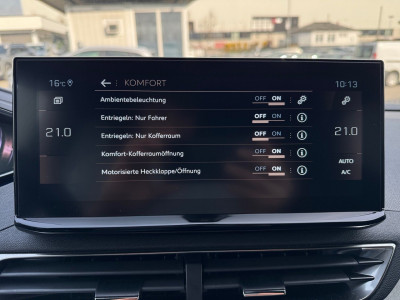 16°C
KOMFORT
10:13
Ambientebeleuchtung OFF ON
Entriegeln: Nur Fahrer OFF ON
21.0
Entriegeln: Nur Kofferraum OFF ON
21.0
Komfort-Kofferraumöffnung OFF ON
AUTO
Motorisierte Heckklappe/Öffnung OFF ON
A/C